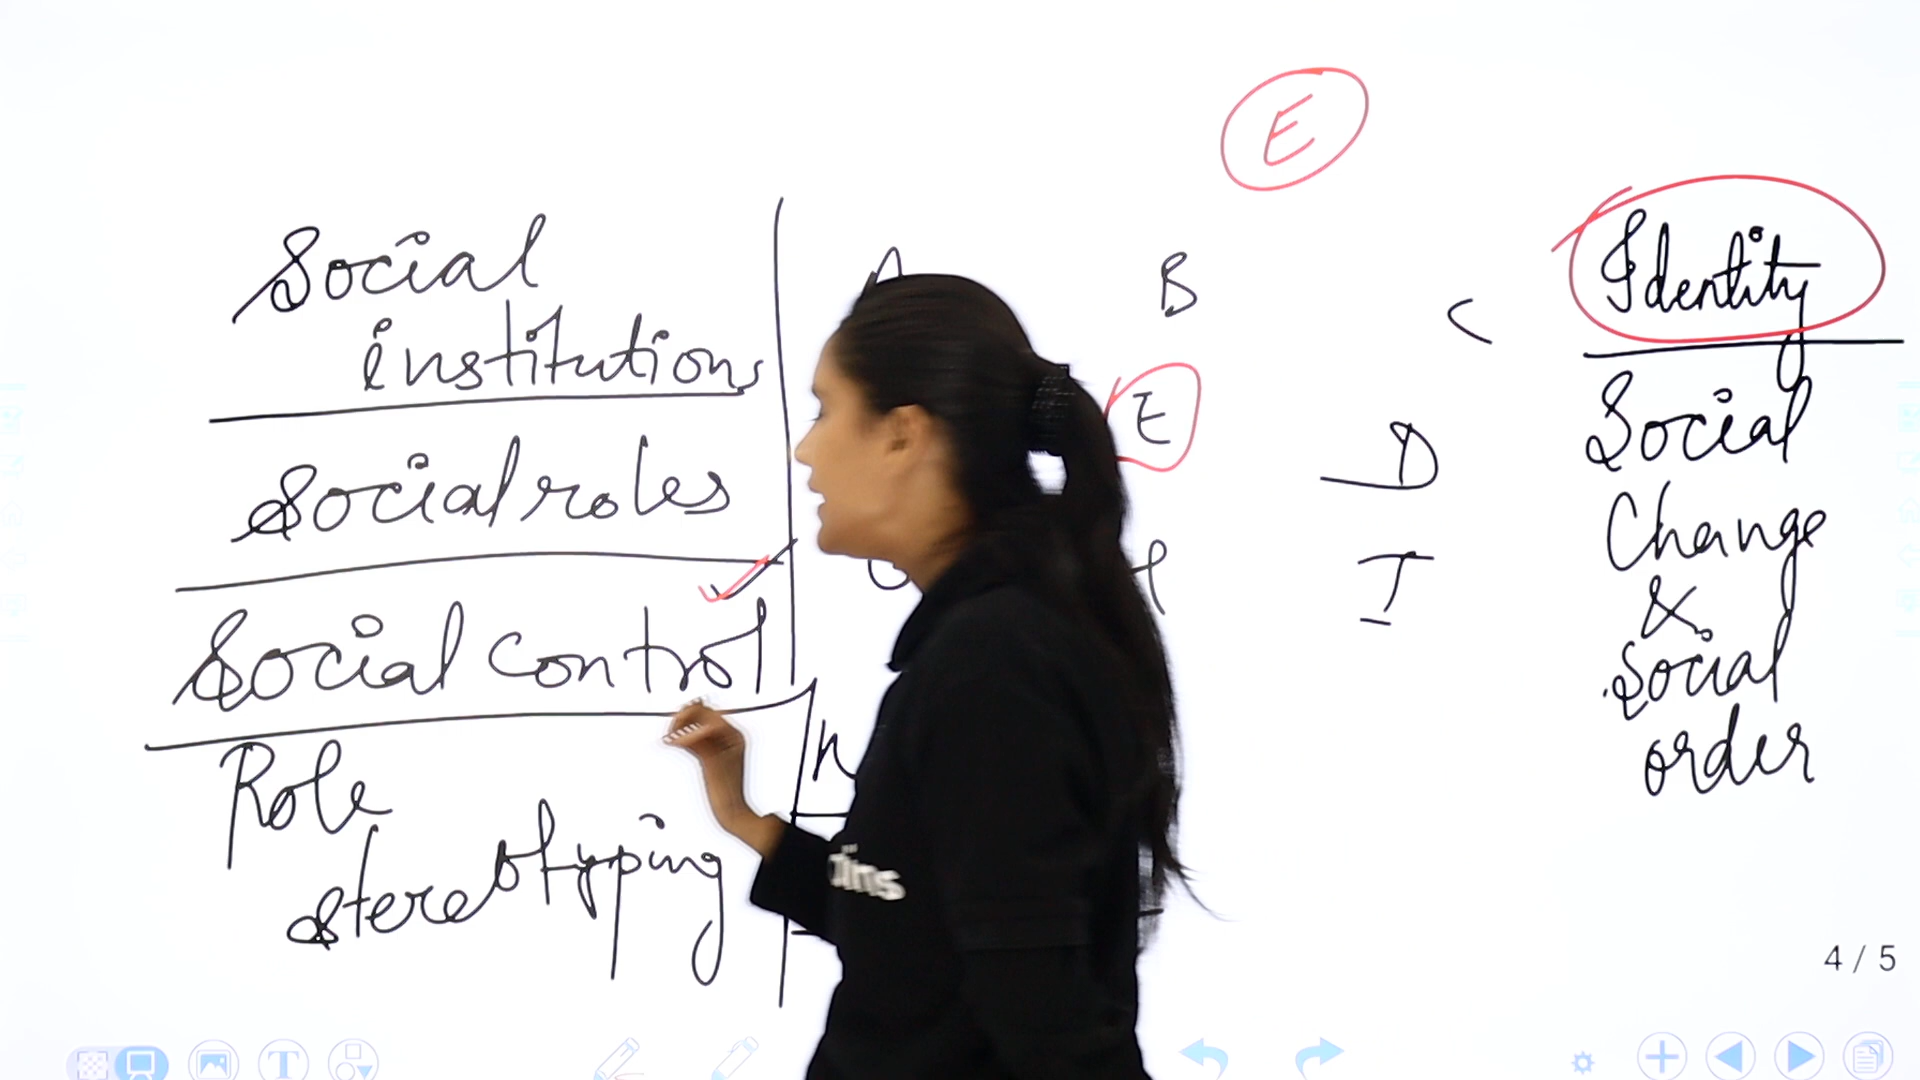 E
Social
institutions
Social roles
Social control
Role
stereotyping
B
C
E
D
I
Identity
Social
Change
&
Social
order
4 / 5